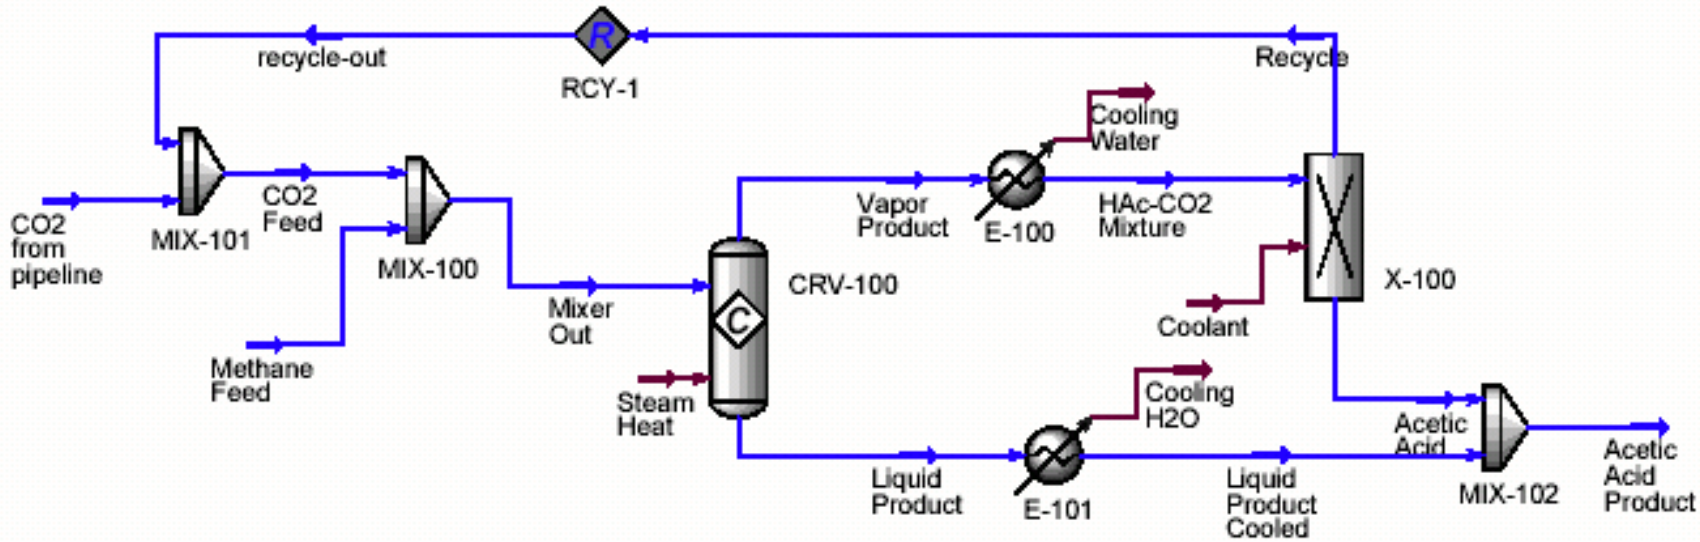 recycle-out
R
RCY-1
Recycle
CO2
from
pipeline
MIX-101
CO2
Feed
MIX-100
Methane
Feed
Mixer
Out
CRV-100
C
Steam
Heat
Vapor
Product
E-100
Cooling
Water
HAc-CO2
Mixture
Coolant
X-100
Liquid
Product
E-101
Cooling
H2O
Liquid
Product
Cooled
Acetic
Acid
MIX-102
Acetic
Acid
Product